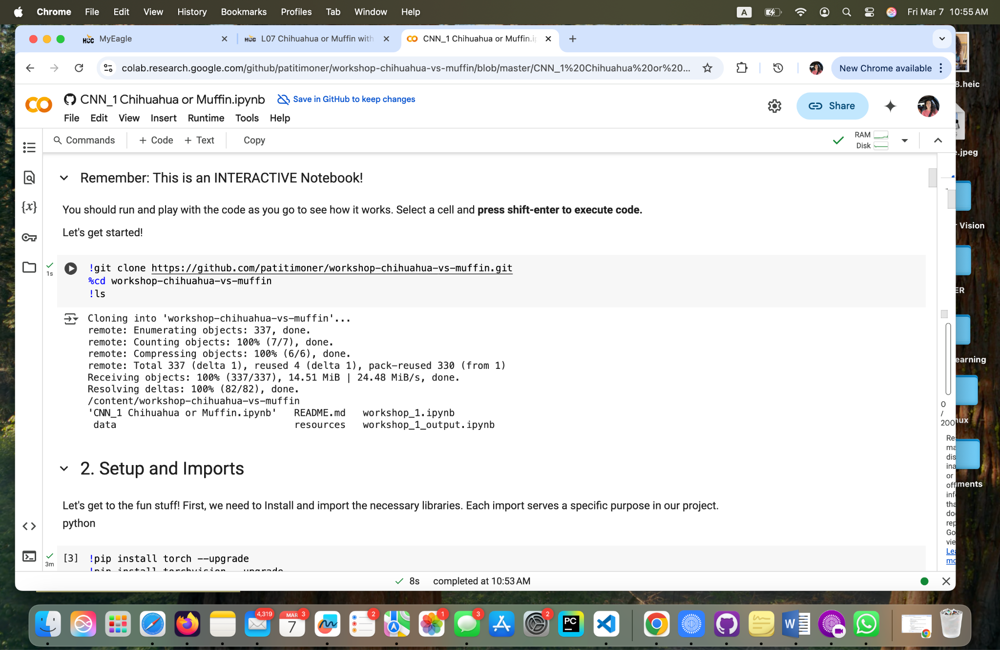 Chrome File Edit View History Bookmarks Profiles Tab Window Help A Fri Mar 7 10:55 AM
HCC MyEagle HCC L07 Chihuahua or Muffin with CNN_1 Chihuahua or Muffin.ip
colab.research.google.com/github/patitimoner/workshop-chihuahua-vs-muffin/blob/master/CNN_1%20Chihuahua%20or%20... New Chrome available
8.heic
CNN_1 Chihuahua or Muffin.ipynb Save in GitHub to keep changes
Share
File Edit View Insert Runtime Tools Help
Commands + Code + Text Copy RAM
Disk
.jpeg
Remember: This is an INTERACTIVE Notebook!
You should run and play with the code as you go to see how it works. Select a cell and press shift-enter to execute code.
Vision
Let's get started!
1s
!git clone https://github.com/patitimoner/workshop-chihuahua-vs-muffin.git
%cd workshop-chihuahua-vs-muffin
!ls
ER
Cloning into 'workshop-chihuahua-vs-muffin'...
remote: Enumerating objects: 337, done.
remote: Counting objects: 100% (7/7), done.
remote: Compressing objects: 100% (6/6), done.
remote: Total 337 (delta 1), reused 4 (delta 1), pack-reused 330 (from 1)
earning
Receiving objects: 100% (337/337), 14.51 MiB | 24.48 MiB/s, done.
Resolving deltas: 100% (82/82), done.
/content/workshop-chihuahua-vs-muffin
'CNN_1 Chihuahua or Muffin.ipynb' README.md workshop_1.ipynb
data resources workshop_1_output.ipynb
0
/
200
nux
2. Setup and Imports
Let's get to the fun stuff! First, we need to Install and import the necessary libraries. Each import serves a specific purpose in our project.
python
Re
ma
dis
ina
or
off
info
tha
do
rep
Go
vie
Lea
mo
ments
3m
[3] !pip install torch --upgrade
!pip install torchvision --upgrade
8s completed at 10:53 AM
4,319
MAR 3
7
2
1
3
2
PC
W